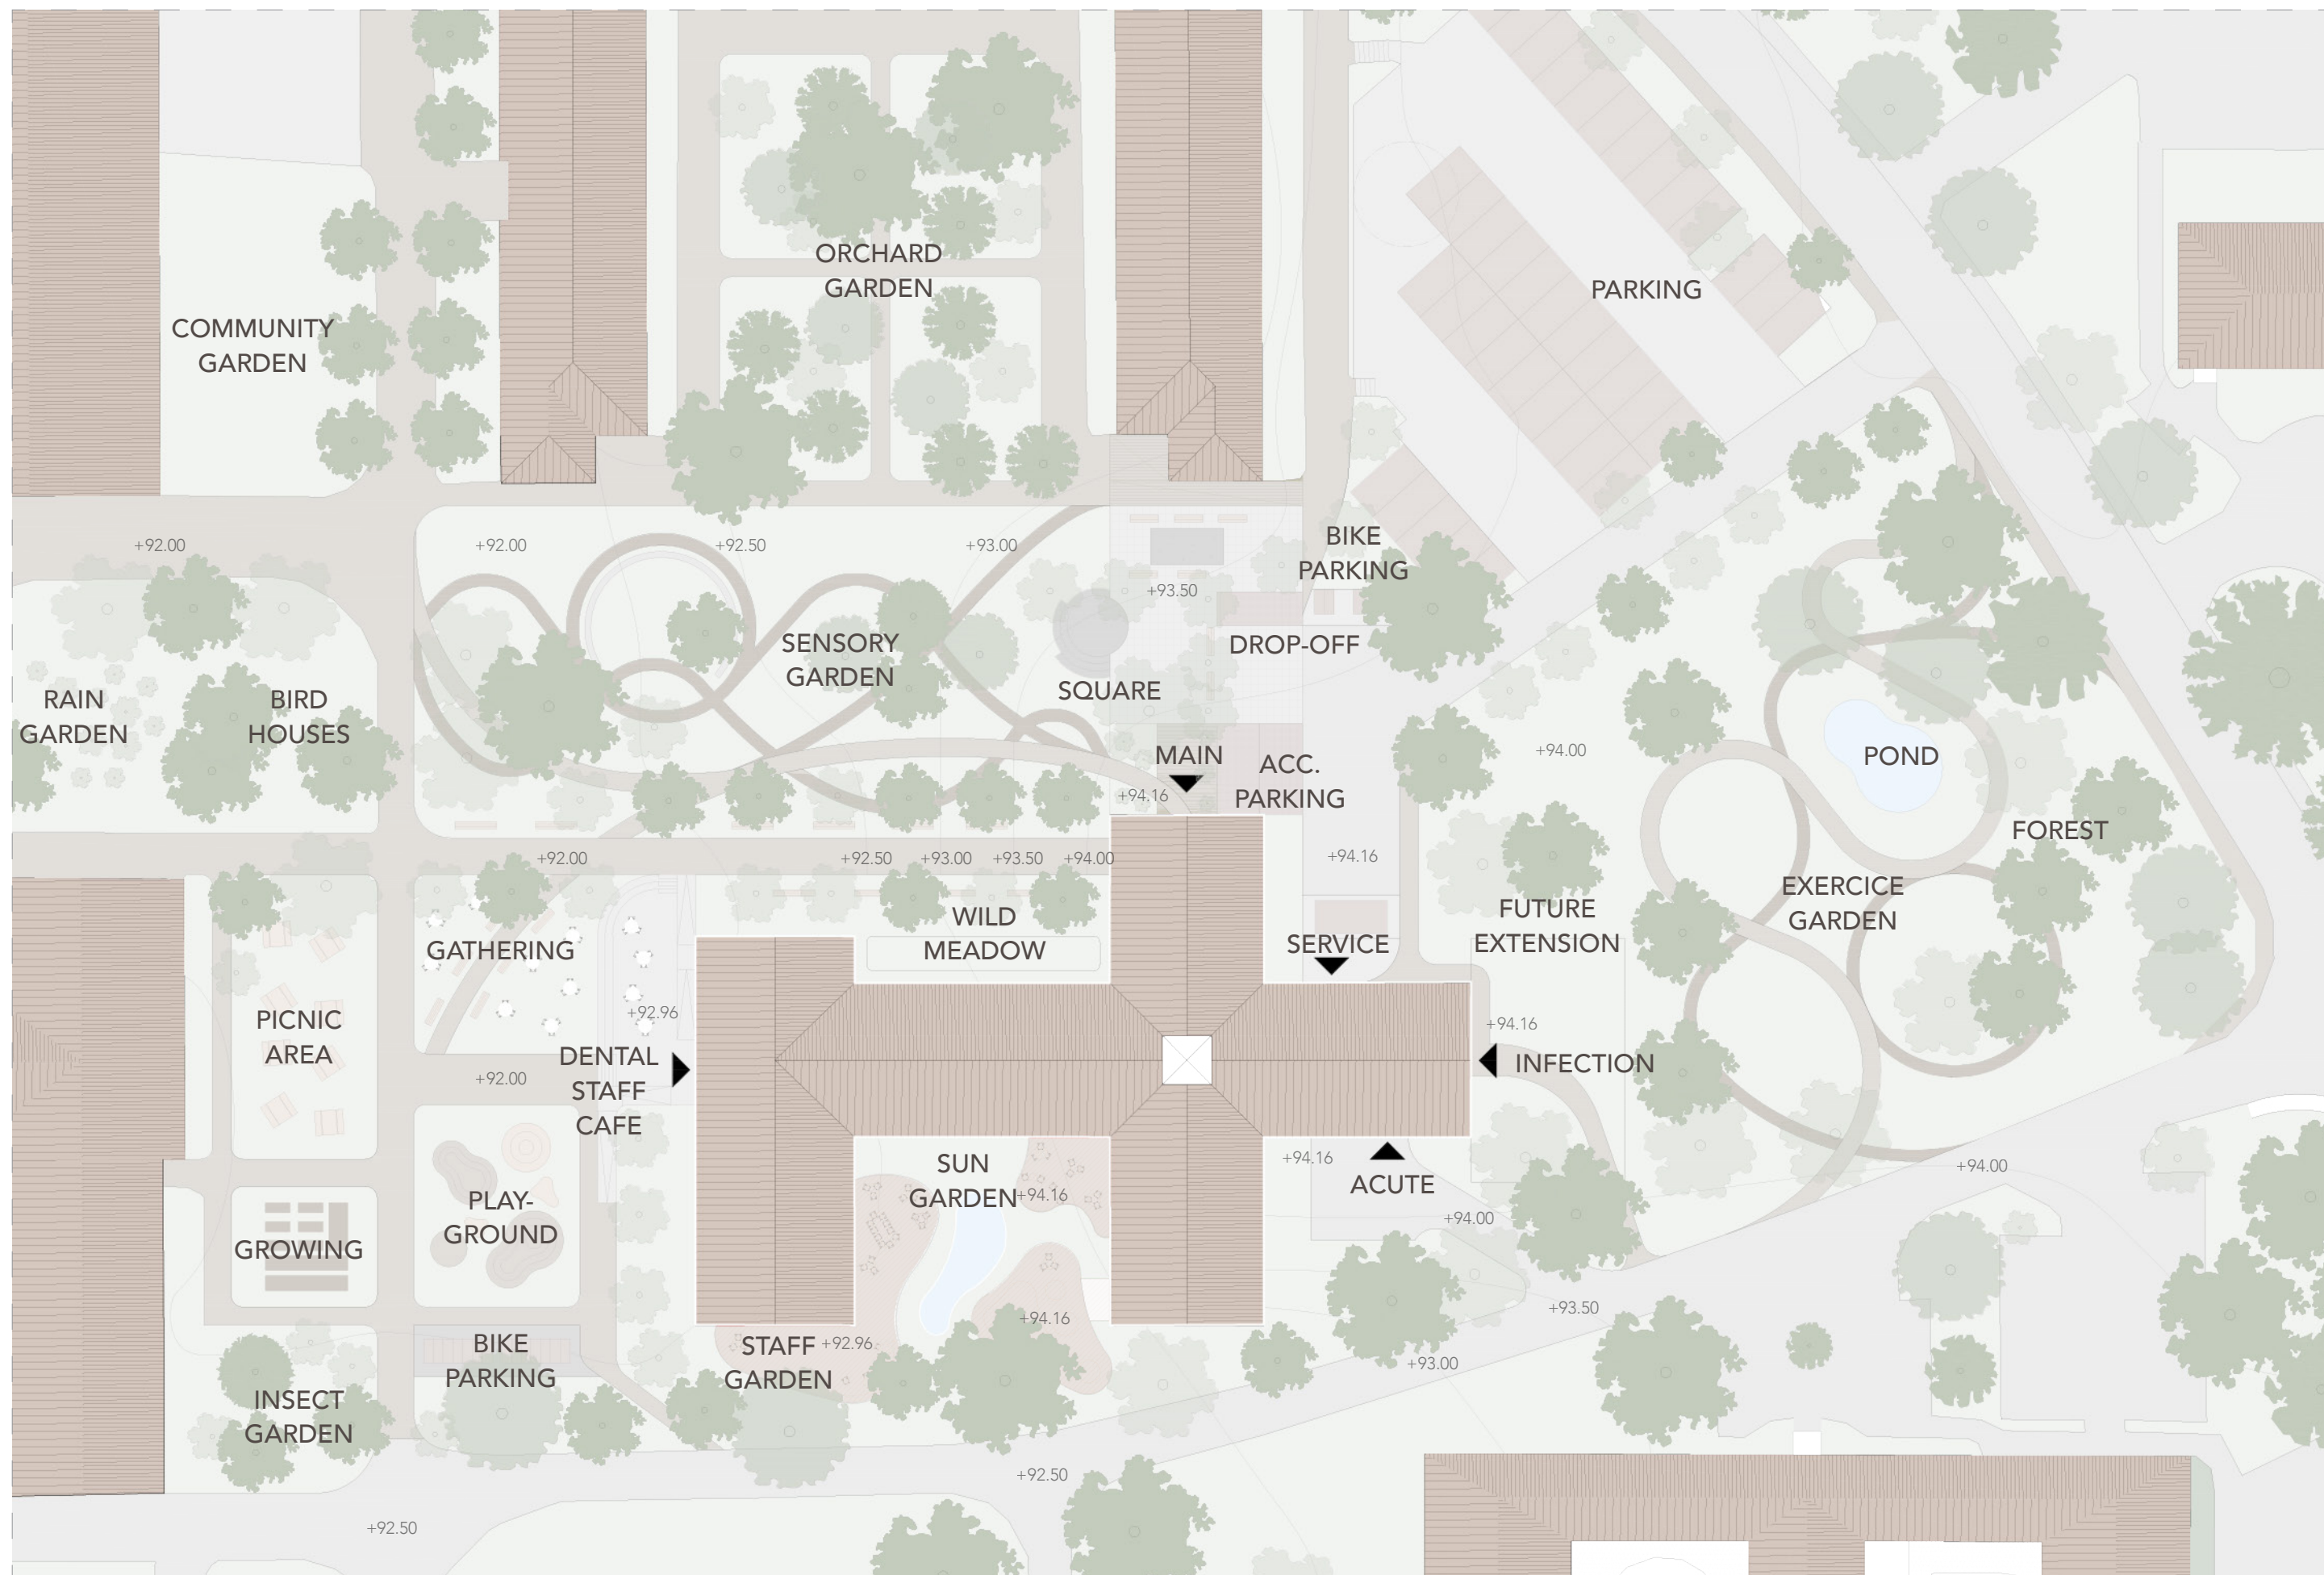 ORCHARD
GARDEN
PARKING
COMMUNITY
GARDEN
+92.00
+92.00
+92.50
+93.00
BIKE
PARKING
+93.50
SENSORY
GARDEN
DROP-OFF
SQUARE
RAIN
GARDEN
BIRD
HOUSES
MAIN
ACC.
PARKING
+94.16
+94.00
POND
FOREST
+92.00
+92.50
+93.00
+93.50
+94.00
+94.16
EXERCICE
GARDEN
WILD
MEADOW
FUTURE
EXTENSION
GATHERING
SERVICE
+92.96
PICNIC
AREA
+94.16
INFECTION
DENTAL
STAFF
CAFE
+92.00
SUN
GARDEN
+94.16
+94.16
ACUTE
+94.00
+94.00
PLAY-
GROUND
GROWING
+93.50
+94.16
+92.96
STAFF
GARDEN
BIKE
PARKING
+93.00
INSECT
GARDEN
+92.50
+92.50